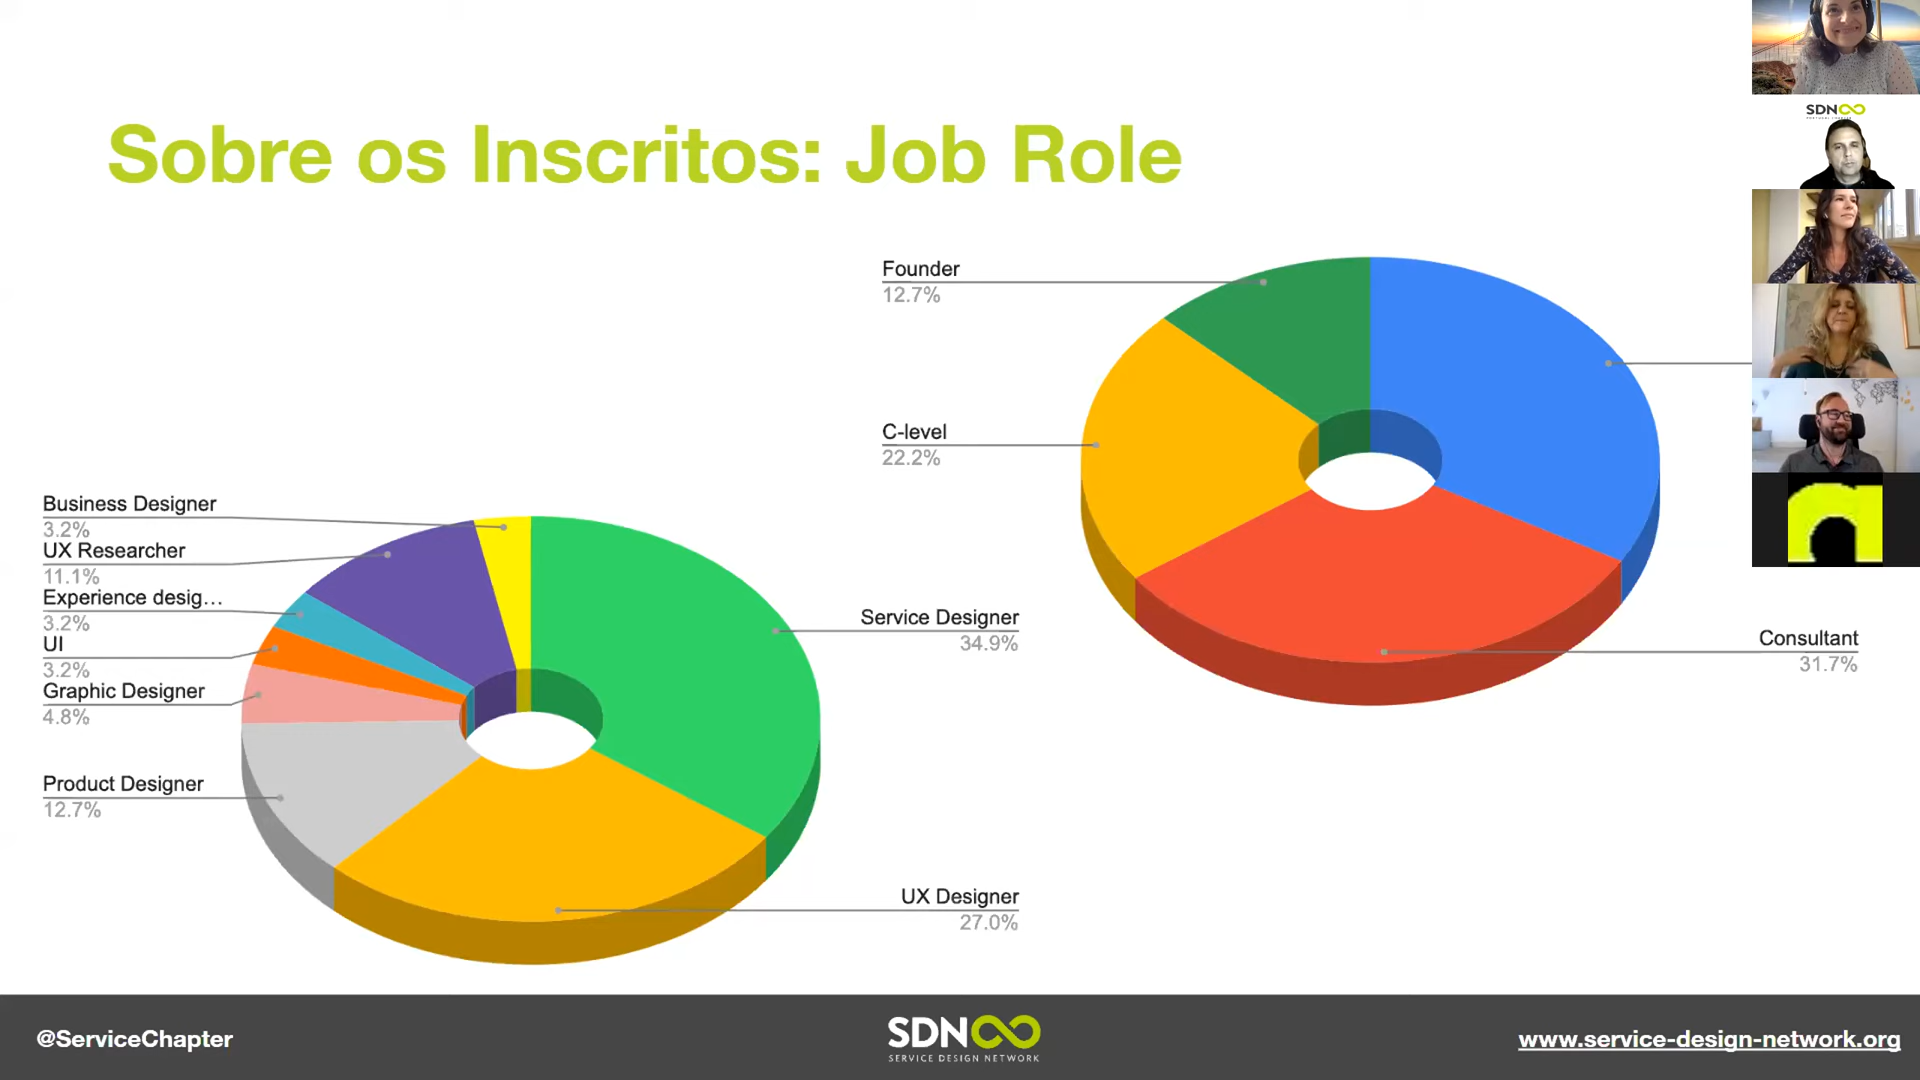 Sobre os Inscritos: Job Role
Founder
12.7%
C-level
22.2%
Consultant
31.7%
Business Designer
3.2%
UX Researcher
11.1%
Experience desig...
3.2%
UI
3.2%
Graphic Designer
4.8%
Product Designer
12.7%
Service Designer
34.9%
UX Designer
27.0%
SDN
@ServiceChapter
SDN
SERVICE DESIGN NETWORK
www.service-design-network.org